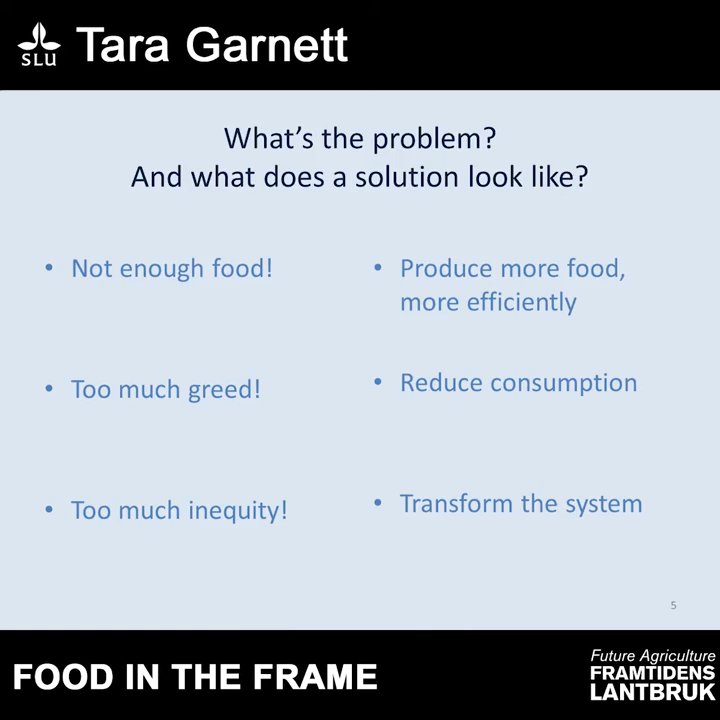 SLU
Tara Garnett
What's the problem?
And what does a solution look like?
• Not enough food!
• Produce more food,
more efficiently
• Too much greed!
• Reduce consumption
• Too much inequity!
• Transform the system
5
FOOD IN THE FRAME
Future Agriculture
FRAMTIDENS
LANTBRUK